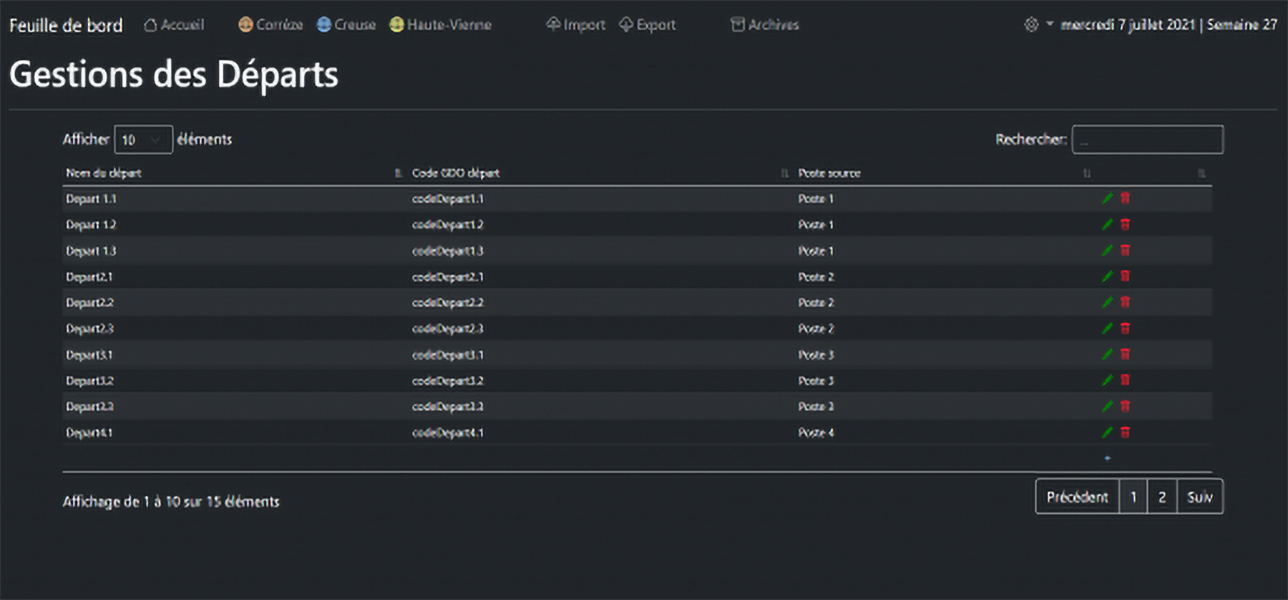 Feuille de bord Accueil Corrèze Creuse Haute-Vienne Import Export Archives mercredi 7 juillet 2021 | Semaine 27
Gestions des Départs
Afficher 10 éléments Rechercher: ...
Nom du départ Code GDO départ Poste source
Depart 1.1 codeDepart1.1 Poste 1
Depart 1.2 codeDepart1.2 Poste 1
Depart 1.3 codeDepart1.3 Poste 1
Depart2.1 codeDepart2.1 Poste 2
Depart2.2 codeDepart2.2 Poste 2
Depart2.3 codeDepart2.3 Poste 2
Depart3.1 codeDepart3.1 Poste 3
Depart3.2 codeDepart3.2 Poste 3
Depart3.3 codeDepart3.3 Poste 3
Depart4.1 codeDepart4.1 Poste 4
Affichage de 1 à 10 sur 15 éléments Précédent 1 2 Suiv